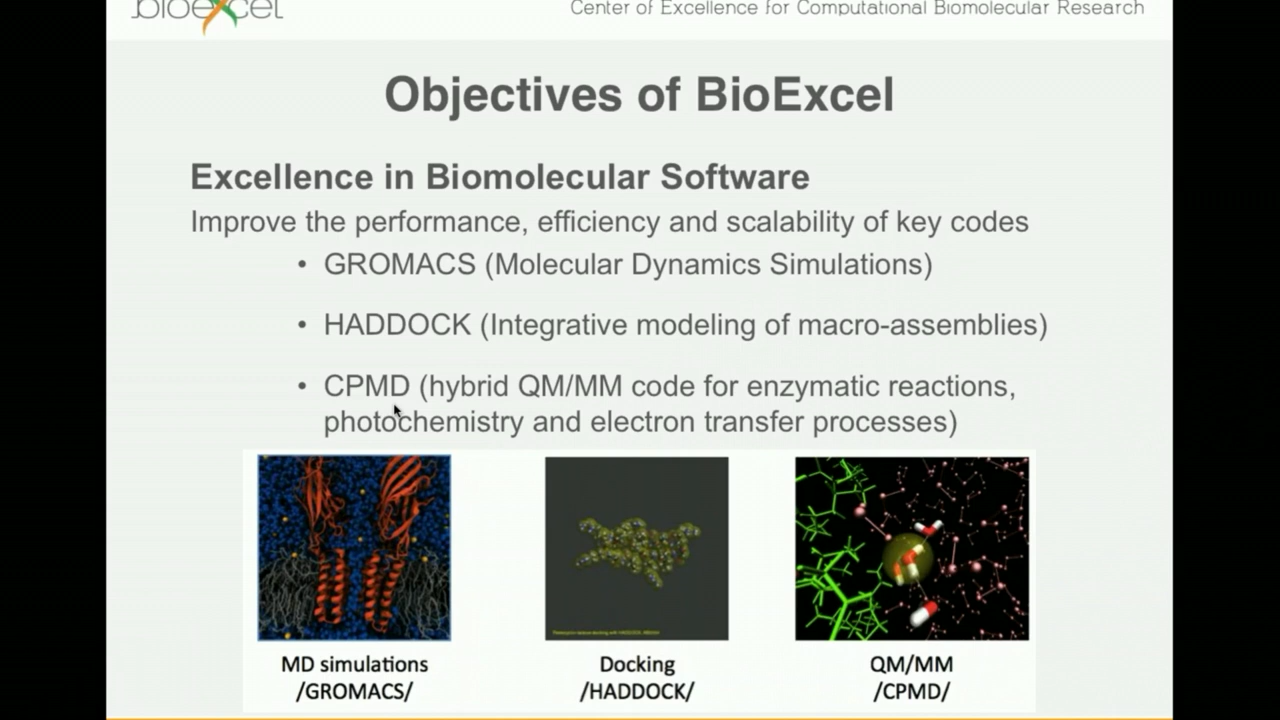 bioexcel
Center of Excellence for Computational Biomolecular Research
Objectives of BioExcel
Excellence in Biomolecular Software
Improve the performance, efficiency and scalability of key codes
• GROMACS (Molecular Dynamics Simulations)
• HADDOCK (Integrative modeling of macro-assemblies)
• CPMD (hybrid QM/MM code for enzymatic reactions,
photochemistry and electron transfer processes)
MD simulations
/GROMACS/
Docking
/HADDOCK/
QM/MM
/CPMD/